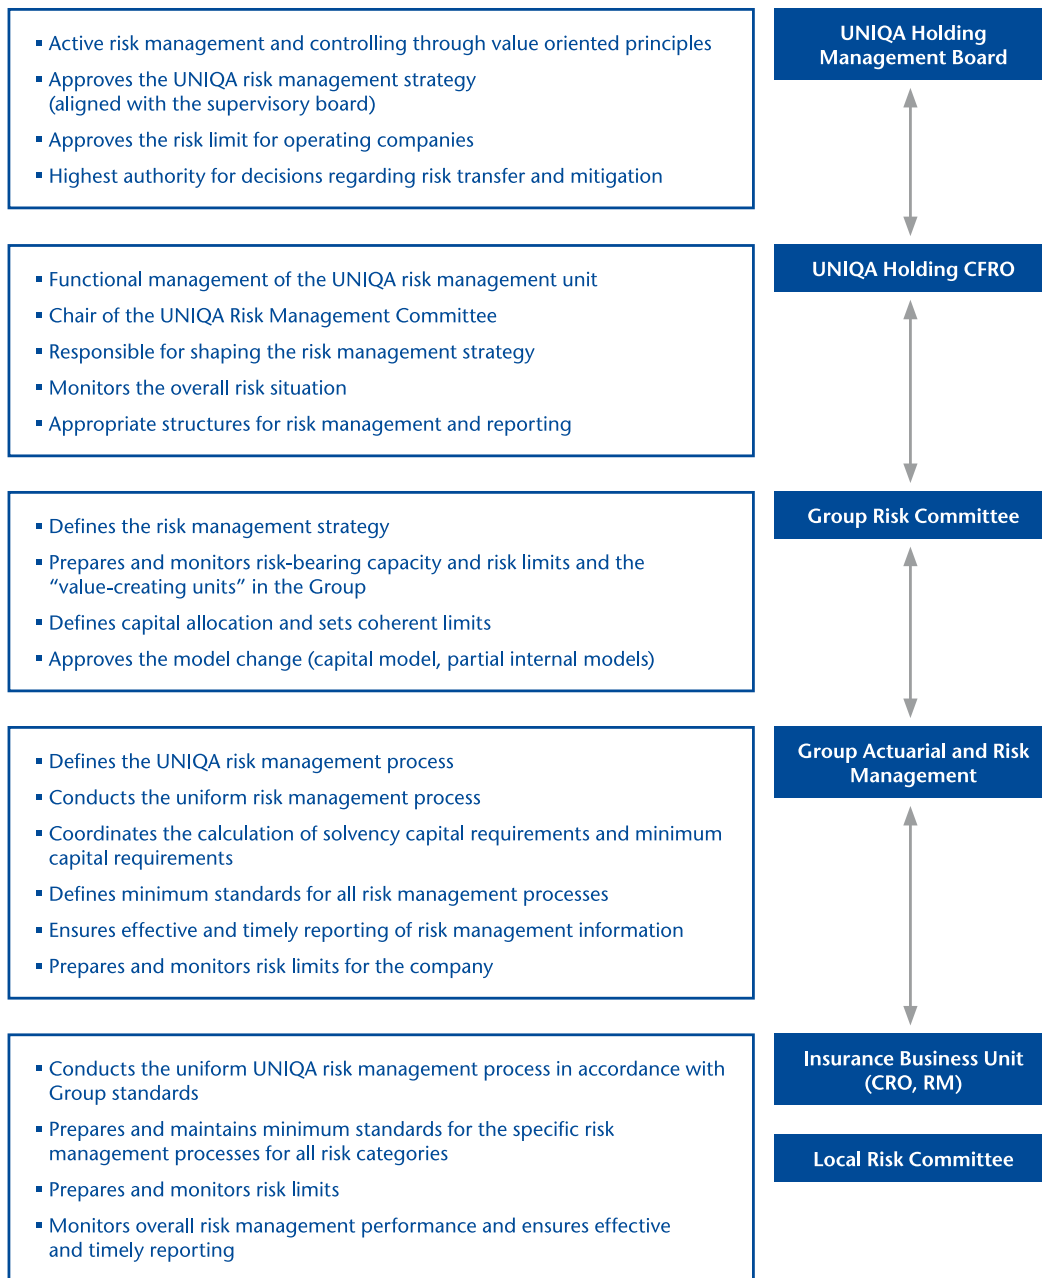 ▪ Active risk management and controlling through value oriented principles
▪ Approves the UNIQA risk management strategy
(aligned with the supervisory board)
▪ Approves the risk limit for operating companies
▪ Highest authority for decisions regarding risk transfer and mitigation
UNIQA Holding
Management Board
▪ Functional management of the UNIQA risk management unit
▪ Chair of the UNIQA Risk Management Committee
▪ Responsible for shaping the risk management strategy
▪ Monitors the overall risk situation
▪ Appropriate structures for risk management and reporting
UNIQA Holding CFRO
▪ Defines the risk management strategy
▪ Prepares and monitors risk-bearing capacity and risk limits and the
“value-creating units” in the Group
▪ Defines capital allocation and sets coherent limits
▪ Approves the model change (capital model, partial internal models)
Group Risk Committee
▪ Defines the UNIQA risk management process
▪ Conducts the uniform risk management process
▪ Coordinates the calculation of solvency capital requirements and minimum
capital requirements
▪ Defines minimum standards for all risk management processes
▪ Ensures effective and timely reporting of risk management information
▪ Prepares and monitors risk limits for the company
Group Actuarial and Risk
Management
▪ Conducts the uniform UNIQA risk management process in accordance with
Group standards
▪ Prepares and maintains minimum standards for the specific risk
management processes for all risk categories
▪ Prepares and monitors risk limits
▪ Monitors overall risk management performance and ensures effective
and timely reporting
Insurance Business Unit
(CRO, RM)
Local Risk Committee